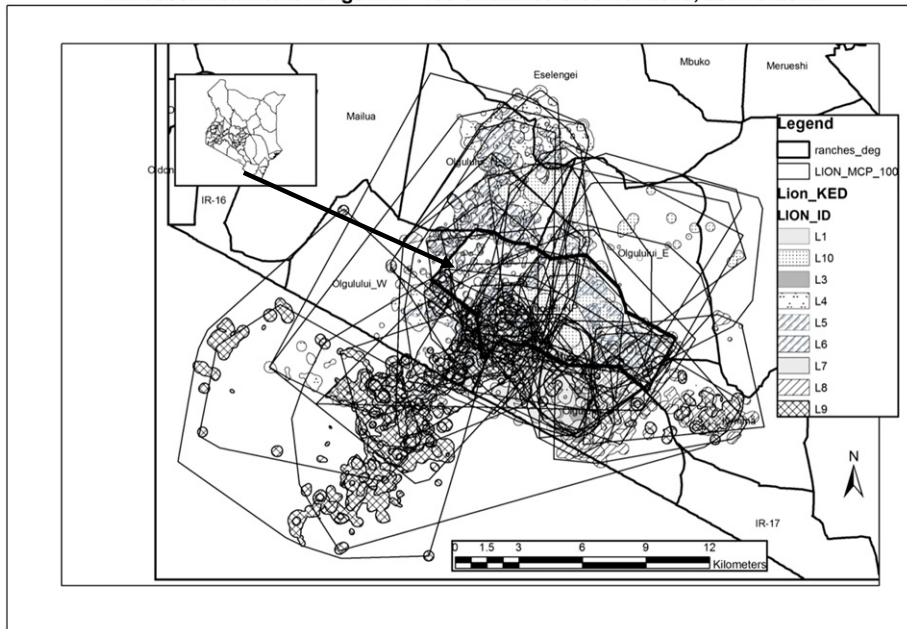 Eselengei
Mbuko
Merueshi
Mailua
IR-16
Olgulului_W
Olgulului_E
IR-17
Legend
ranches_deg
LION_MCP_100
Lion_KED
LION_ID
L1
L10
L3
L4
L5
L6
L7
L8
L9
N
0 1.5 3 6 9 12
Kilometers